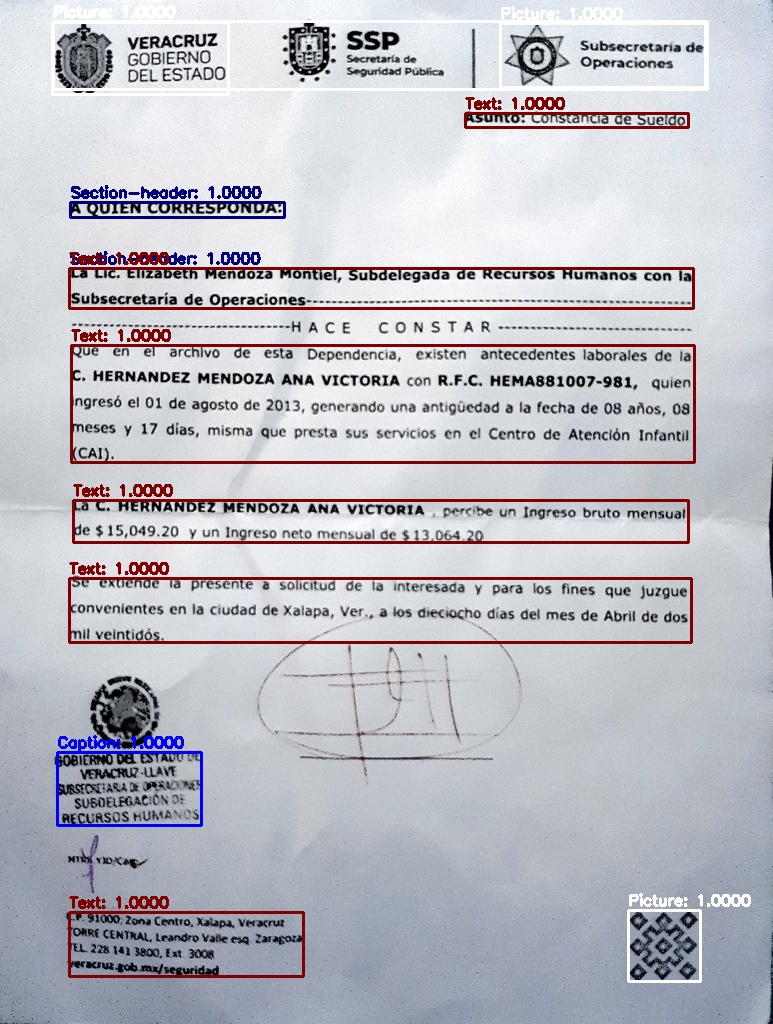 Picture: 1.0000
Picture: 1.0000
VERACRUZ
GOBIERNO
DEL ESTADO
SSP
Secretaría de
Seguridad Pública
Subsecretaría de
Operaciones
Text: 1.0000
Asunto: Constancia de Sueldo
Section-header: 1.0000
A QUIEN CORRESPONDA:
Section-header: 1.0000
La Lic. Elizabeth Mendoza Montiel, Subdelegada de Recursos Humanos con la
Subsecretaría de Operaciones------------------------------------------------
---------------------------HACE CONSTAR------------------------
Text: 1.0000
Que en el archivo de esta Dependencia, existen antecedentes laborales de la
C. HERNANDEZ MENDOZA ANA VICTORIA con R.F.C. HEMA881007-981, quien
ingresó el 01 de agosto de 2013, generando una antigüedad a la fecha de 08 años, 08
meses y 17 días, misma que presta sus servicios en el Centro de Atención Infantil
(CAI).
Text: 1.0000
La C. HERNANDEZ MENDOZA ANA VICTORIA , percibe un Ingreso bruto mensual
de $15,049.20 y un Ingreso neto mensual de $13,064.20
Text: 1.0000
Se extiende la presente a solicitud de la interesada y para los fines que juzgue
convenientes en la ciudad de Xalapa, Ver., a los dieciocho días del mes de Abril de dos
mil veintidós.
Caption: 1.0000
GOBIERNO DEL ESTADO DE
VERACRUZ-LLAVE
SUBSECRETARIA DE OPERACIONES
SUBDELEGACIÓN DE
RECURSOS HUMANOS
Text: 1.0000
C.P. 91000, Zona Centro, Xalapa, Veracruz
TORRE CENTRAL, Leandro Valle esq. Zaragoza
TEL. 228 141 3800, Ext. 3008
veracruz.gob.mx/seguridad
Picture: 1.0000